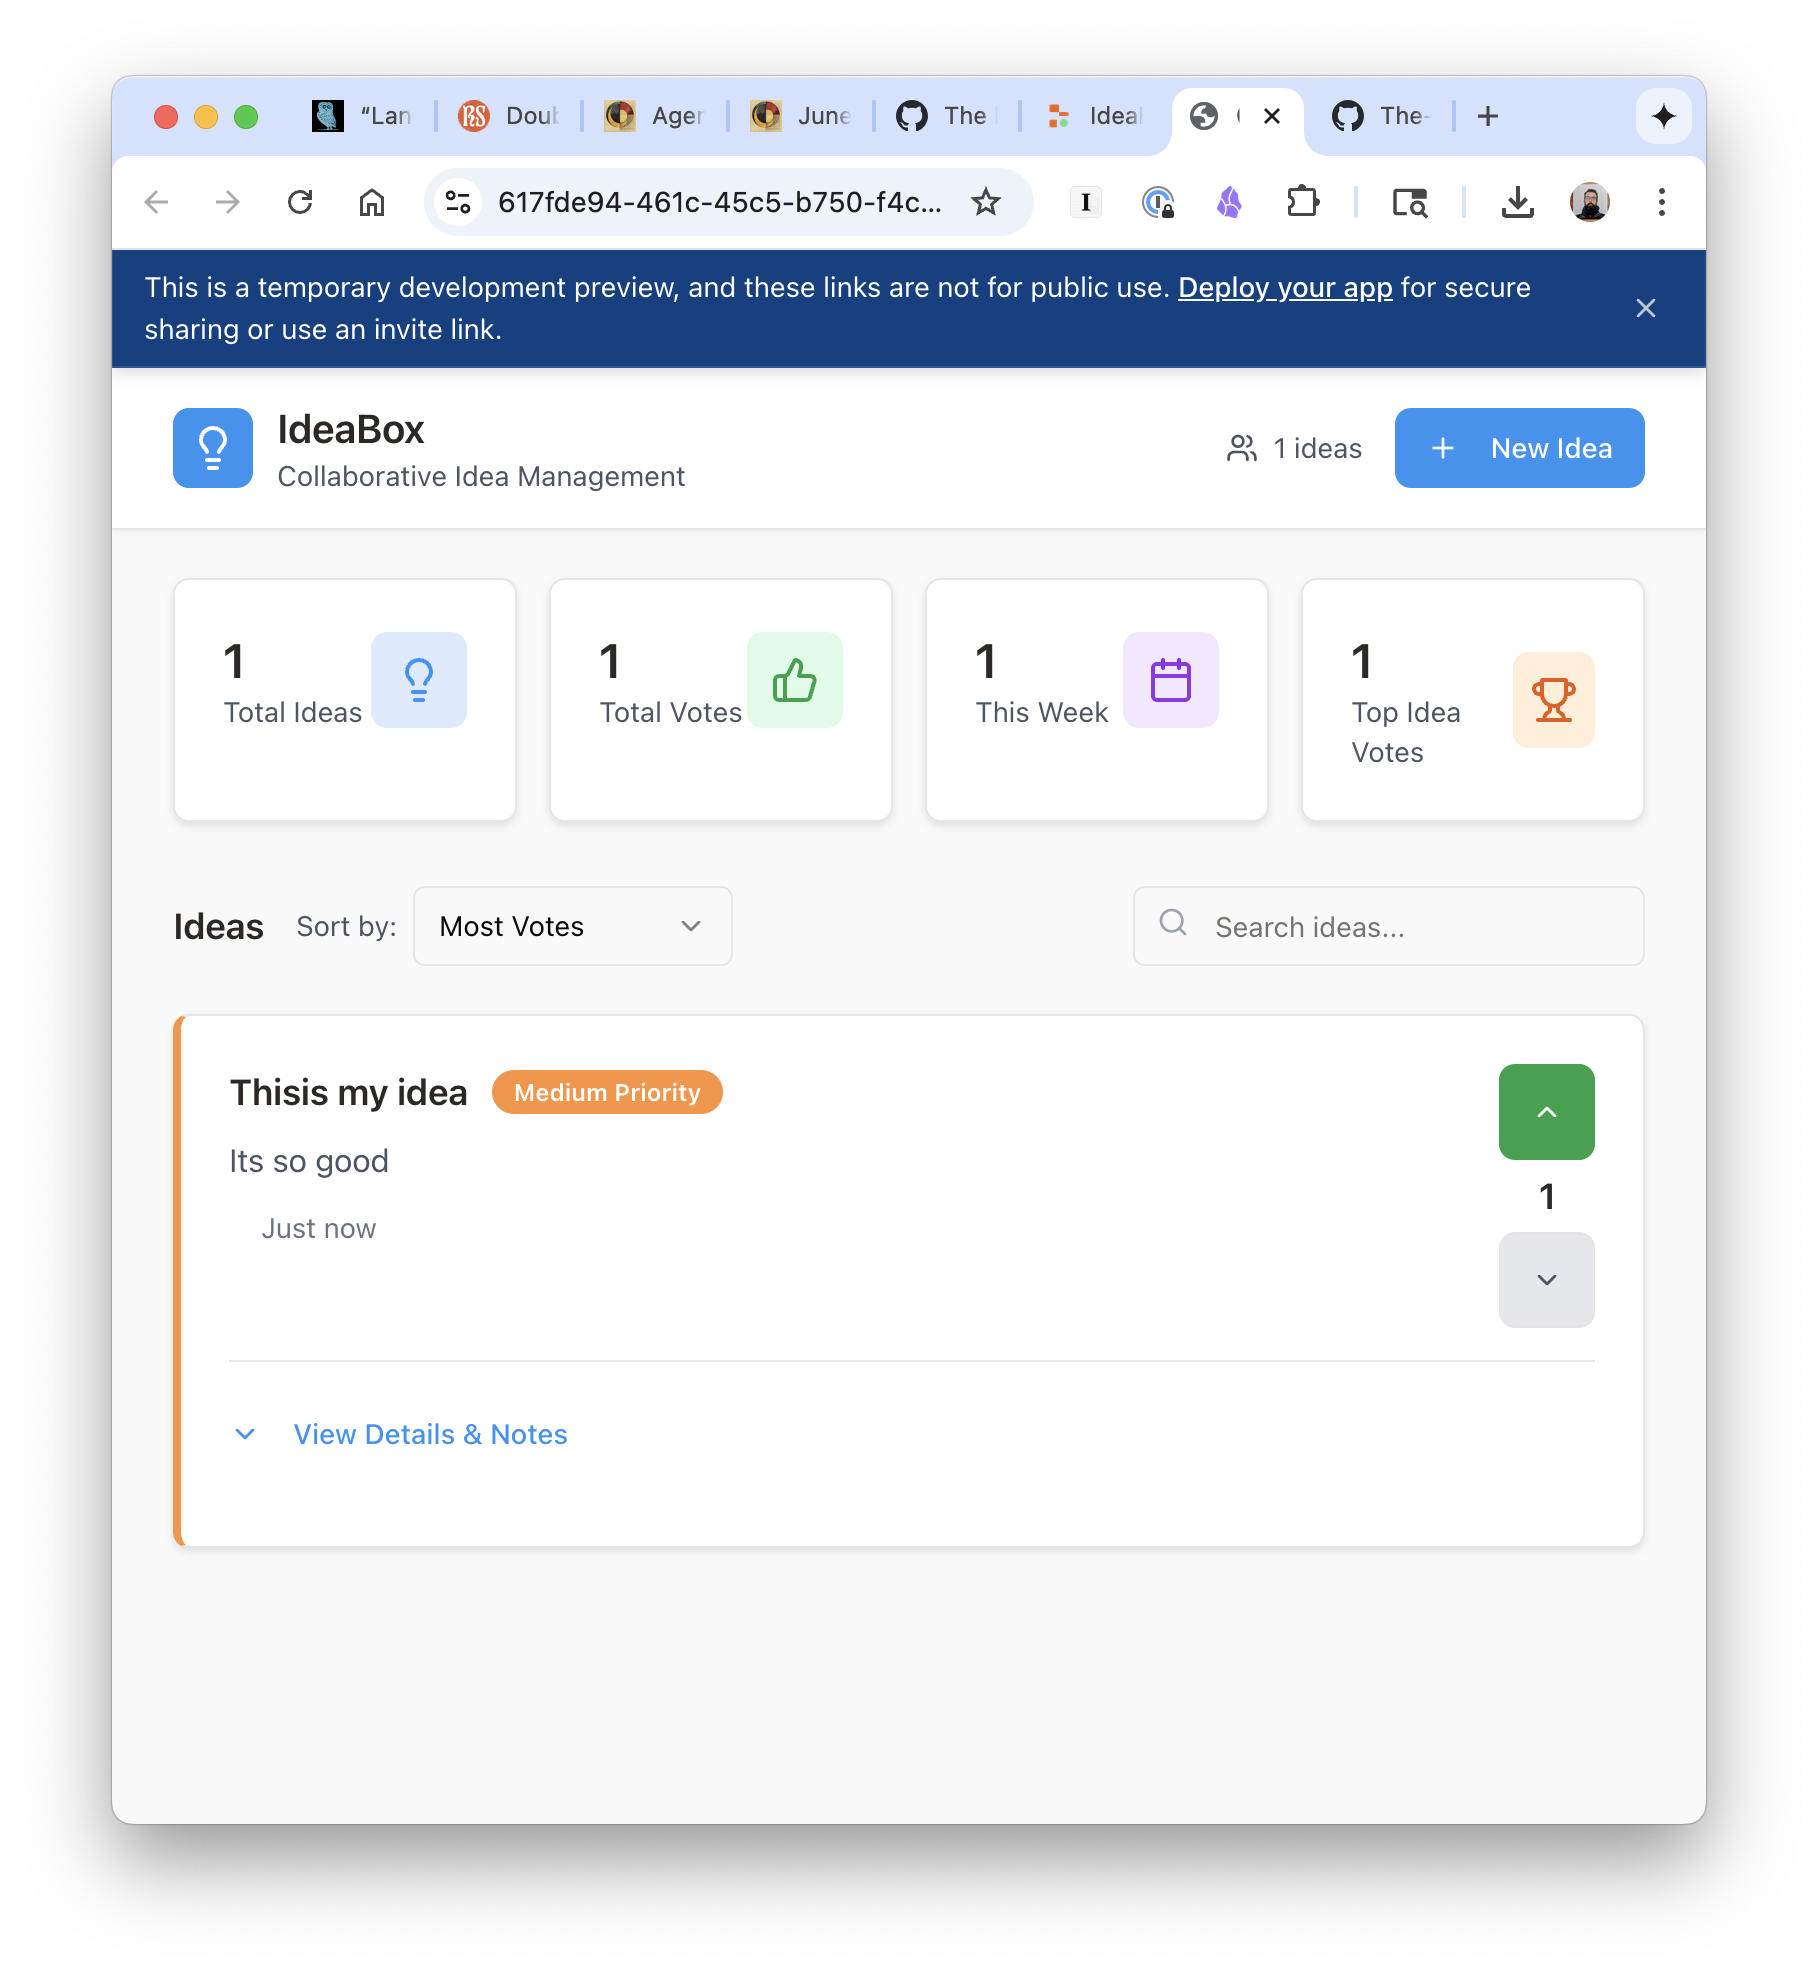 “Lan
Doub
Agen
June
The
Idea
The-
617fde94-461c-45c5-b750-f4c...
This is a temporary development preview, and these links are not for public use. Deploy your app for secure
sharing or use an invite link.
IdeaBox
Collaborative Idea Management
1 ideas
New Idea
1
Total Ideas
1
Total Votes
1
This Week
1
Top Idea
Votes
Ideas
Sort by:
Most Votes
Search ideas...
Thisis my idea
Medium Priority
Its so good
Just now
1
View Details & Notes